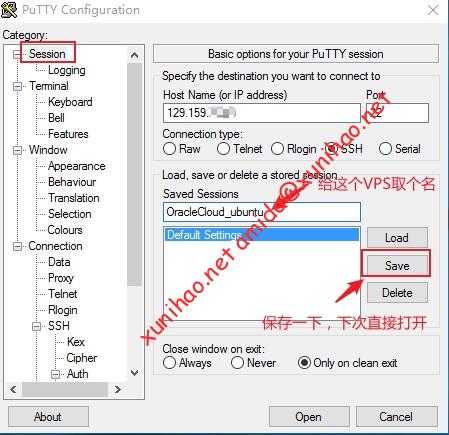 PuTTY Configuration
Category:
Session
Logging
Terminal
Keyboard
Bell
Features
Window
Appearance
Behaviour
Translation
Selection
Colours
Connection
Data
Proxy
Telnet
Rlogin
SSH
Kex
Cipher
Auth
Basic options for your PuTTY session
Specify the destination you want to connect to
Host Name (or IP address)
Port
129.159.
Connection type:
Raw Telnet Rlogin SSH Serial
Load, save or delete a stored session
Saved Sessions
给这个VPS取个名
OracleCloud_ubuntu
Default Settings
Load
Save
Delete
保存一下，下次直接打开
Close window on exit:
Always Never Only on clean exit
About
Open
Cancel
xunihao.net amida@xunihao.net